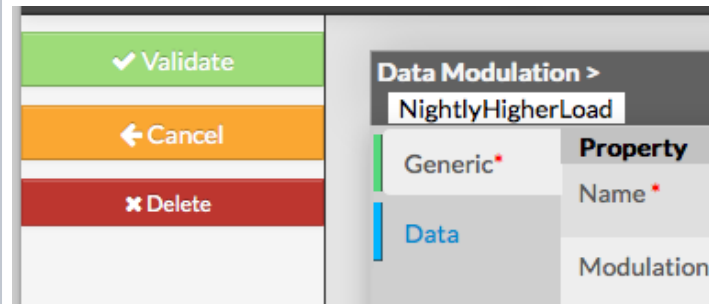 Validate
Cancel
Delete
Data Modulation >
NightlyHigherLoad
Generic*
Data
Property
Name *
Modulation